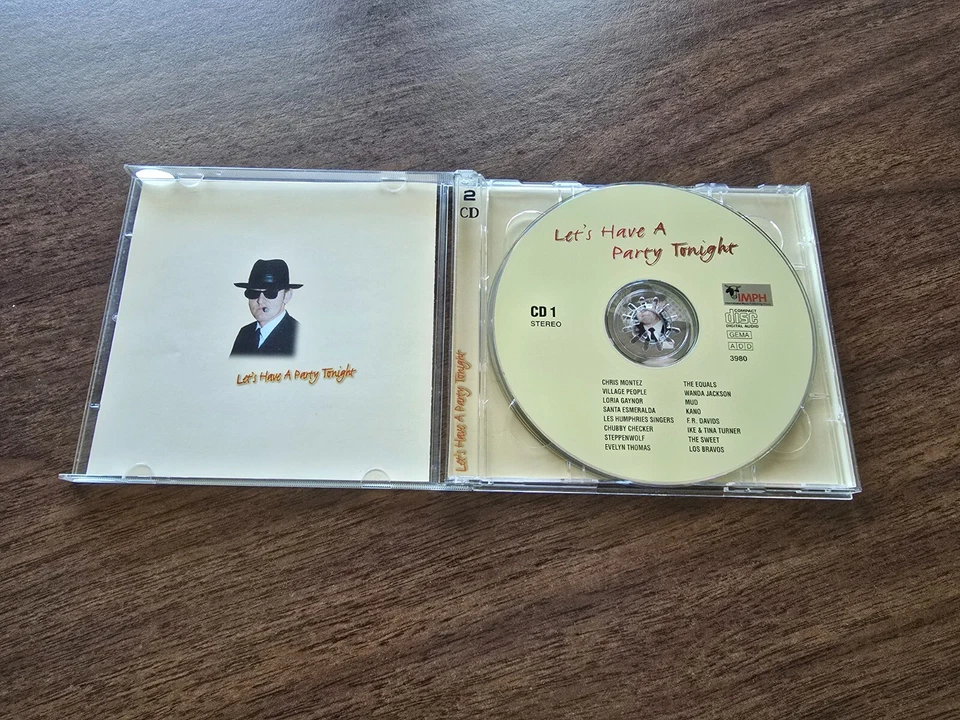 Let's Have A Party Tonight
2
CD
Let's Have A Party Tonight
Let's Have A
Party Tonight
CD 1
STEREO
IMPH
COMPACT
disc
DIGITAL AUDIO
GEMA
ADD
3980
CHRIS MONTEZ
VILLAGE PEOPLE
LORIA GAYNOR
SANTA ESMERALDA
LES HUMPHRIES SINGERS
CHUBBY CHECKER
STEPPENWOLF
EVELYN THOMAS
THE EQUALS
WANDA JACKSON
MUD
KANO
F.R. DAVIDS
IKE & TINA TURNER
THE SWEET
LOS BRAVOS